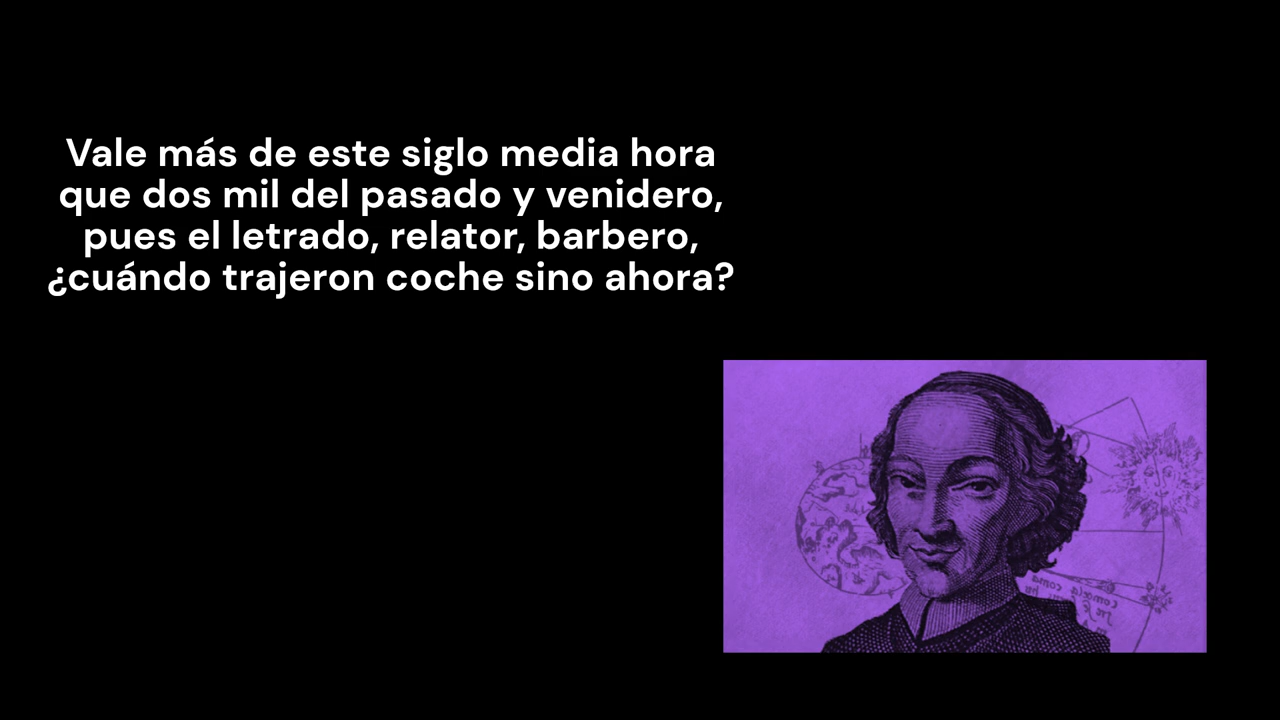 Vale más de este siglo media hora
que dos mil del pasado y venidero,
pues el letrado, relator, barbero,
¿cuándo trajeron coche sino ahora?